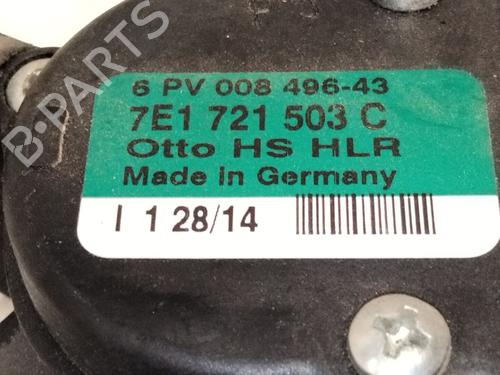 B-PARTS
6 PV 008 496-43
7E1 721 503 C
Otto HS HLR
Made in Germany
I 1 28/14